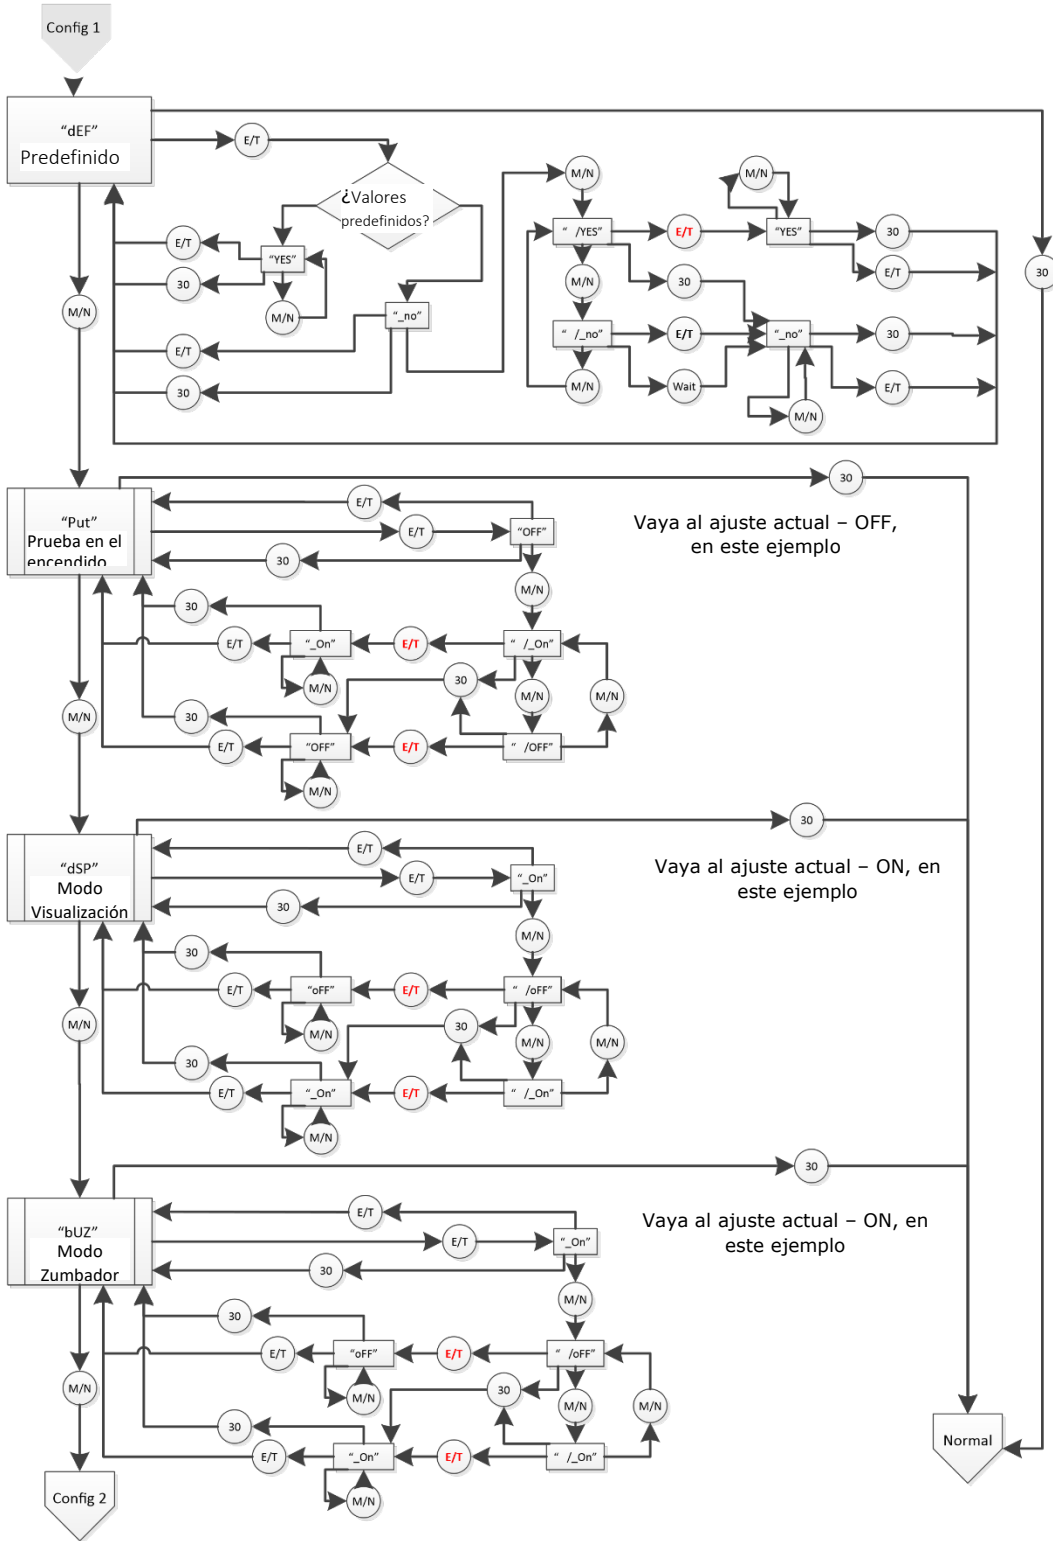 Config 1
“dEF”
Predefinido
E/T
¿Valores
predefinidos?
M/N
M/N
E/T
“YES”
“ /YES”
E/T
“YES”
30
30
M/N
M/N
30
E/T
30
M/N
“_no”
“ /_no”
E/T
“_no”
30
E/T
M/N
Wait
E/T
30
M/N
“Put”
Prueba en el
encendido
30
E/T
E/T
“OFF”
30
Vaya al ajuste actual – OFF,
en este ejemplo
M/N
30
E/T
“_On”
E/T
“ /_On”
M/N
30
M/N
M/N
M/N
30
E/T
“OFF”
E/T
“ /OFF”
M/N
“dSP”
Modo
Visualización
30
E/T
E/T
“_On”
30
Vaya al ajuste actual – ON, en
este ejemplo
M/N
30
E/T
“oFF”
E/T
“ /oFF”
M/N
M/N
30
M/N
M/N
30
E/T
“_On”
E/T
“ /_On”
M/N
“bUZ”
Modo
Zumbador
30
E/T
E/T
“_On”
30
Vaya al ajuste actual – ON, en
este ejemplo
M/N
30
E/T
“oFF”
E/T
“ /oFF”
M/N
M/N
30
M/N
M/N
30
E/T
“_On”
E/T
“ /_On”
M/N
Config 2
Normal